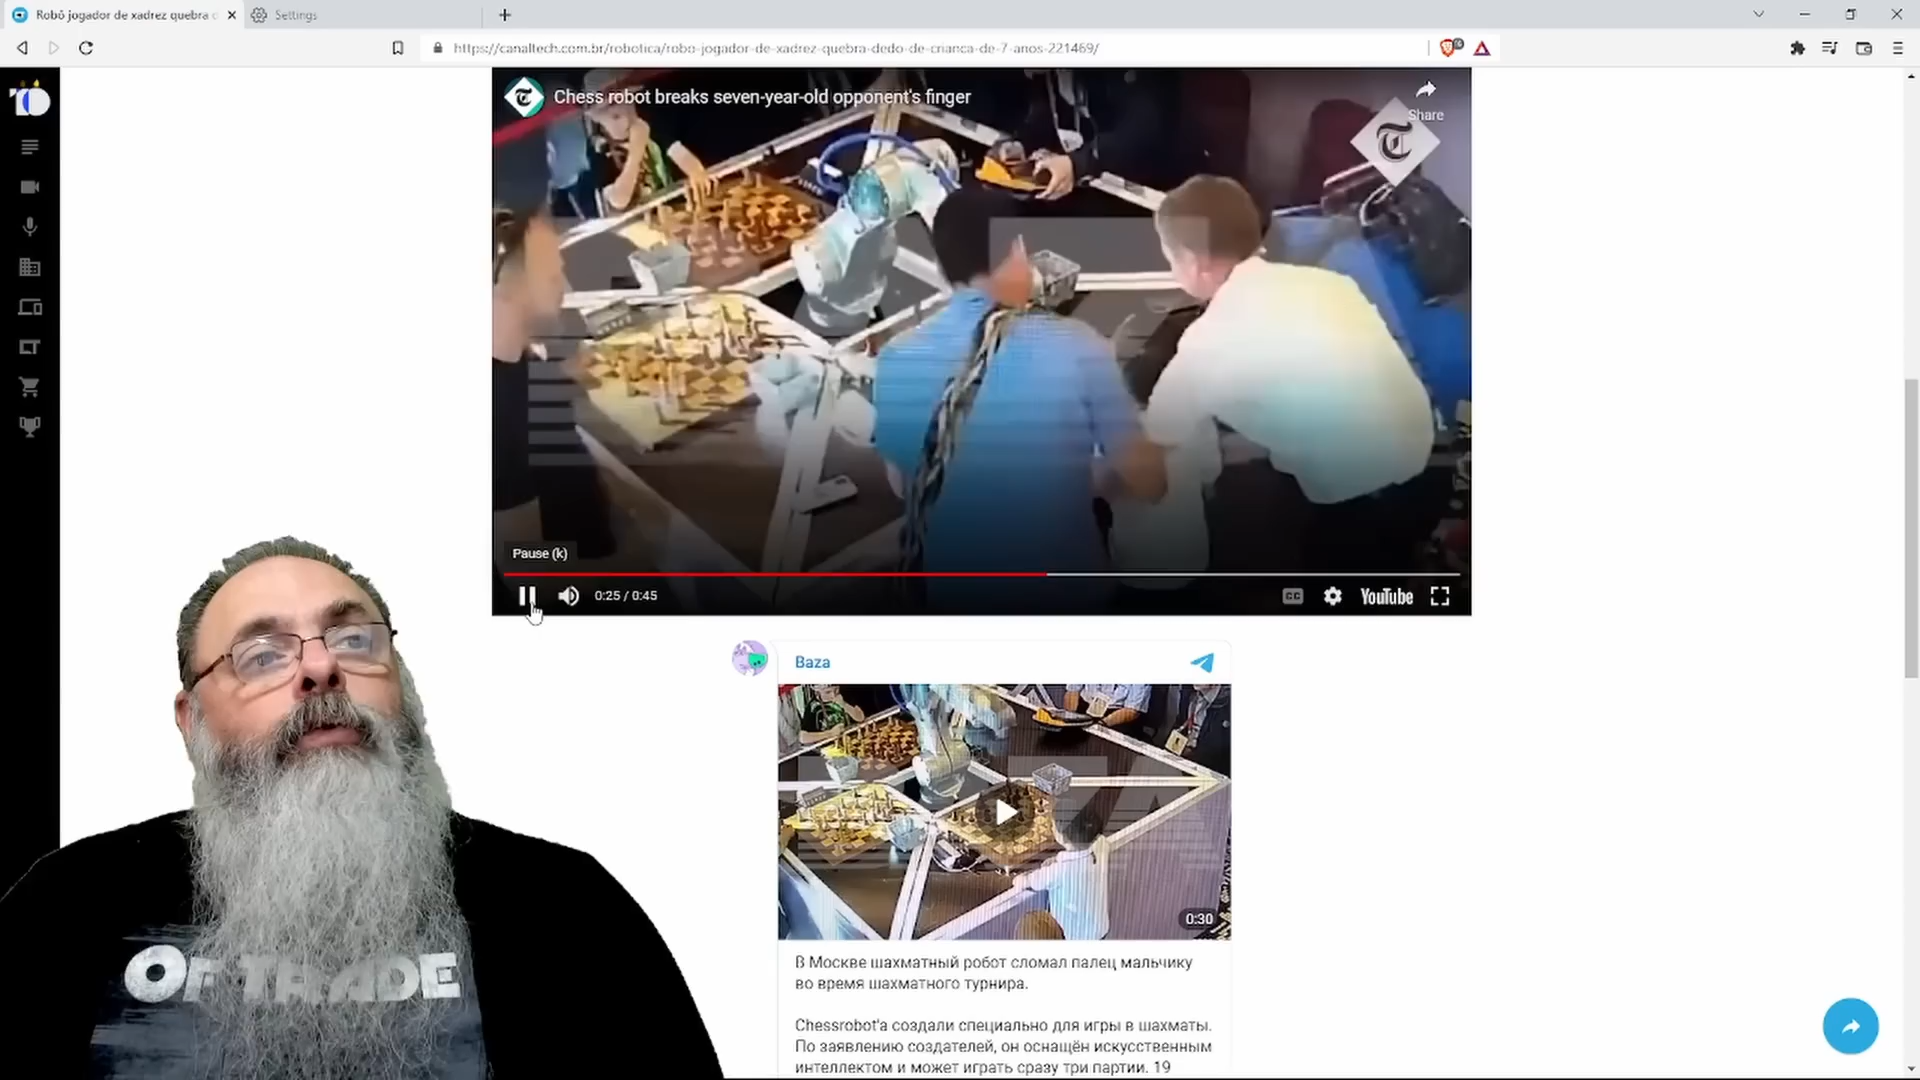 Robô jogador de xadrez quebra d
Settings
https://canaltech.com.br/robotica/robo-jogador-de-xadrez-quebra-dedo-de-crianca-de-7-anos-221469/
Chess robot breaks seven-year-old opponent's finger
Share
Pause (k)
0:25 / 0:45
CC
YouTube
Baza
0:30
В Москве шахматный робот сломал палец мальчику
во время шахматного турнира.
Chessrobot'а создали специально для игры в шахматы.
По заявлению создателей, он оснащён искусственным
интеллектом и может играть сразу три партии. 19
OF TRADE